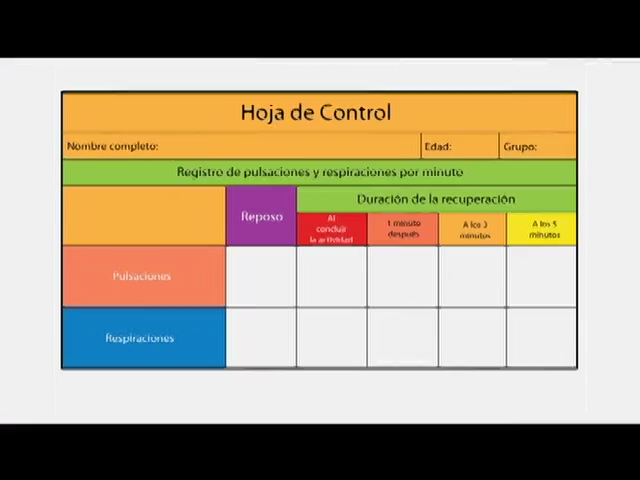 Hoja de Control
Nombre completo: Edad: Grupo:
Registro de pulsaciones y respiraciones por minuto
Duración de la recuperación
Reposo
Al
concluir
la actividad
1 minuto
después
A los 3
minutos
A los 5
minutos
Pulsaciones
Respiraciones